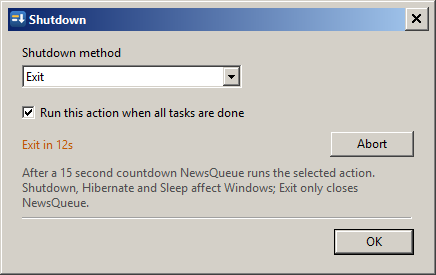 Shutdown
Shutdown method
Exit
Run this action when all tasks are done
Exit in 12s
Abort
After a 15 second countdown NewsQueue runs the selected action.
Shutdown, Hibernate and Sleep affect Windows; Exit only closes
NewsQueue.
OK